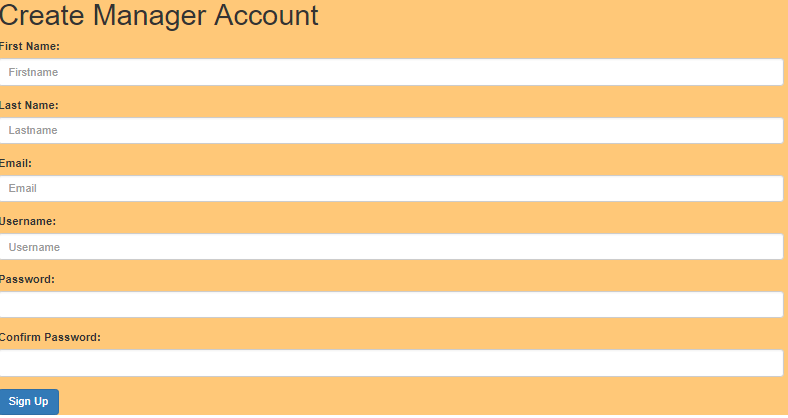 Create Manager Account
First Name:
Firstname
Last Name:
Lastname
Email:
Email
Username:
Username
Password:
Confirm Password:
Sign Up